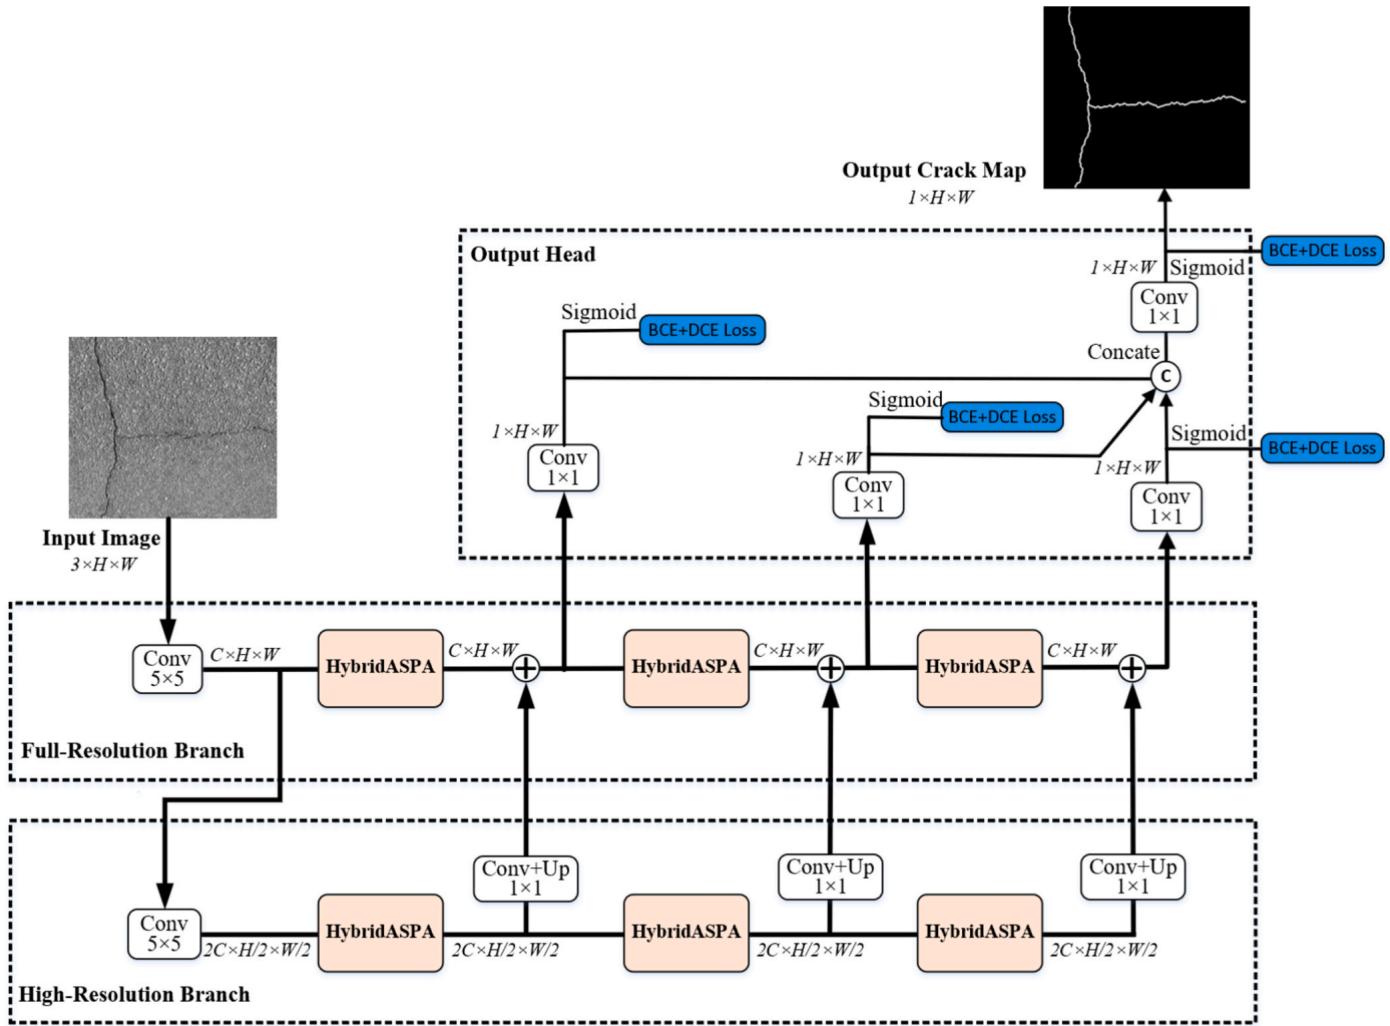 Output Crack Map
1×H×W
Output Head
BCE+DCE Loss
1×H×W
Sigmoid
Conv
1×1
Sigmoid
BCE+DCE Loss
Concate
C
Sigmoid
BCE+DCE Loss
1×H×W
Conv
1×1
1×H×W
Conv
1×1
Sigmoid
BCE+DCE Loss
1×H×W
Conv
1×1
Input Image
3×H×W
Conv
5×5
C×H×W
HybridASPA
C×H×W
HybridASPA
C×H×W
HybridASPA
C×H×W
Full-Resolution Branch
Conv+Up
1×1
Conv+Up
1×1
Conv+Up
1×1
Conv
5×5
2C×H/2×W/2
HybridASPA
2C×H/2×W/2
HybridASPA
2C×H/2×W/2
HybridASPA
2C×H/2×W/2
High-Resolution Branch